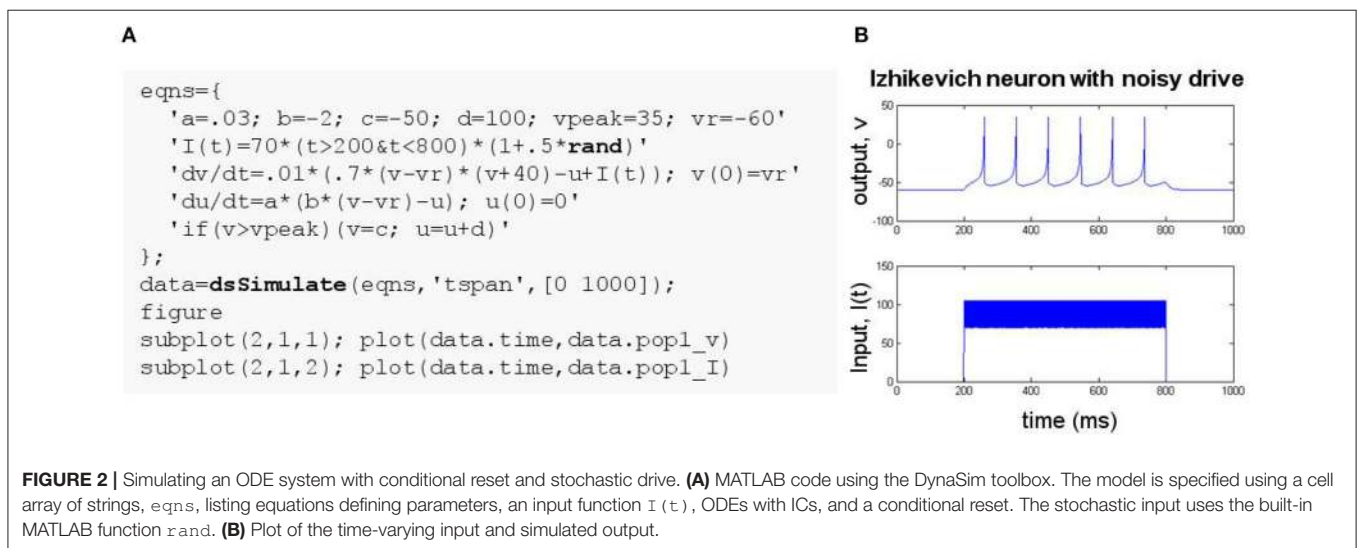 A
eqns={
'a=.03; b=-2; c=-50; d=100; vpeak=35; vr=-60'
'I(t)=70*(t>200&t<800)*(1+.5*rand)'
'dv/dt=.01*(.7*(v-vr)*(v+40)-u+I(t)); v(0)=vr'
'du/dt=a*(b*(v-vr)-u); u(0)=0'
'if(v>vpeak)(v=c; u=u+d)'
};
data=dsSimulate(eqns,'tspan',[0 1000]);
figure
subplot(2,1,1); plot(data.time,data.pop1_v)
subplot(2,1,2); plot(data.time,data.pop1_I)
B
Izhikevich neuron with noisy drive
output, v
50
0
-50
-100
0 200 400 600 800 1000
Input, I(t)
150
100
50
0
0 200 400 600 800 1000
time (ms)
FIGURE 2 | Simulating an ODE system with conditional reset and stochastic drive. (A) MATLAB code using the DynaSim toolbox. The model is specified using a cell
array of strings, eqns, listing equations defining parameters, an input function I(t), ODEs with ICs, and a conditional reset. The stochastic input uses the built-in
MATLAB function rand. (B) Plot of the time-varying input and simulated output.